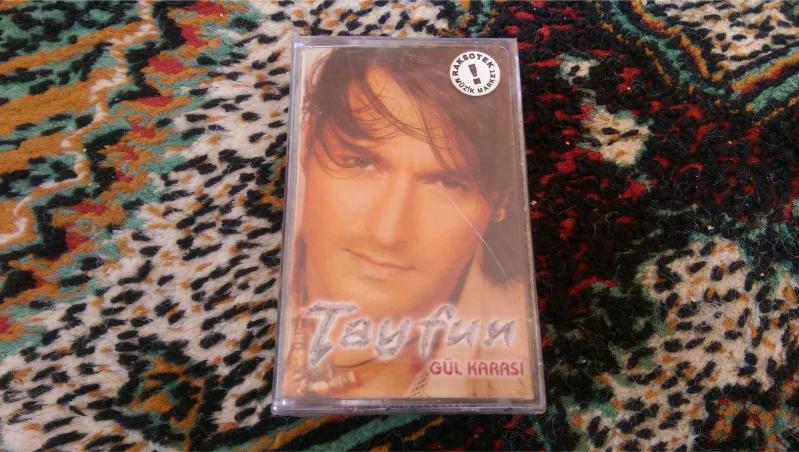 RAKSOTEK
!
MÜZİK MARKET
Tayfun
GÜL KARASI